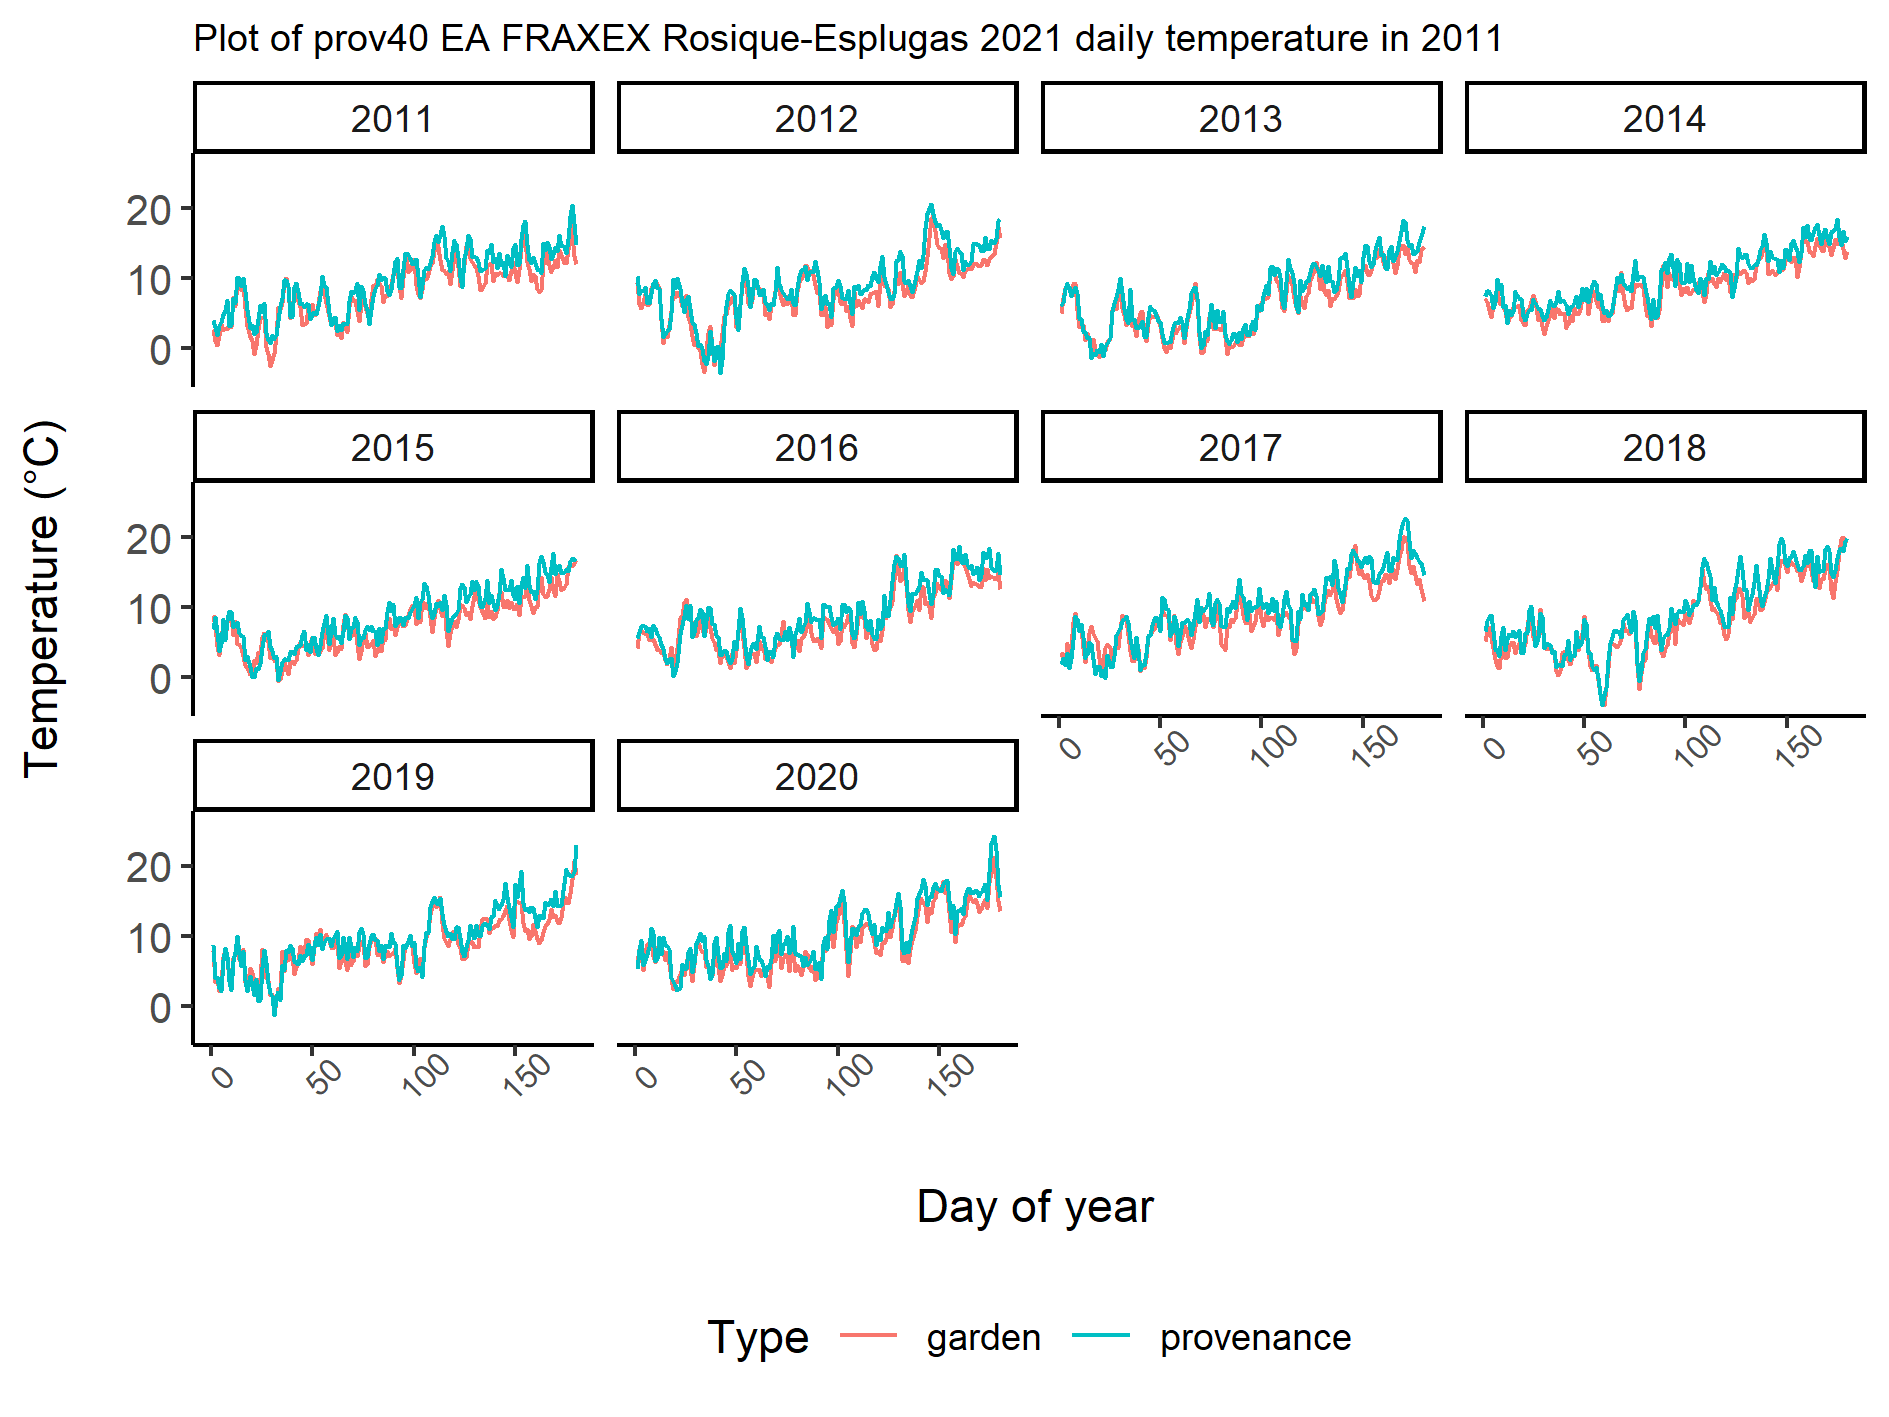 Plot of prov40 EA FRAXEX Rosique-Esplugas 2021 daily temperature in 2011
2011 2012 2013 2014
20
10
0
2015 2016 2017 2018
20
10
0
0 50 100 150 0 50 100 150
2019 2020
20
10
0
0 50 100 150 0 50 100 150
Temperature (°C)
Day of year
Type garden provenance